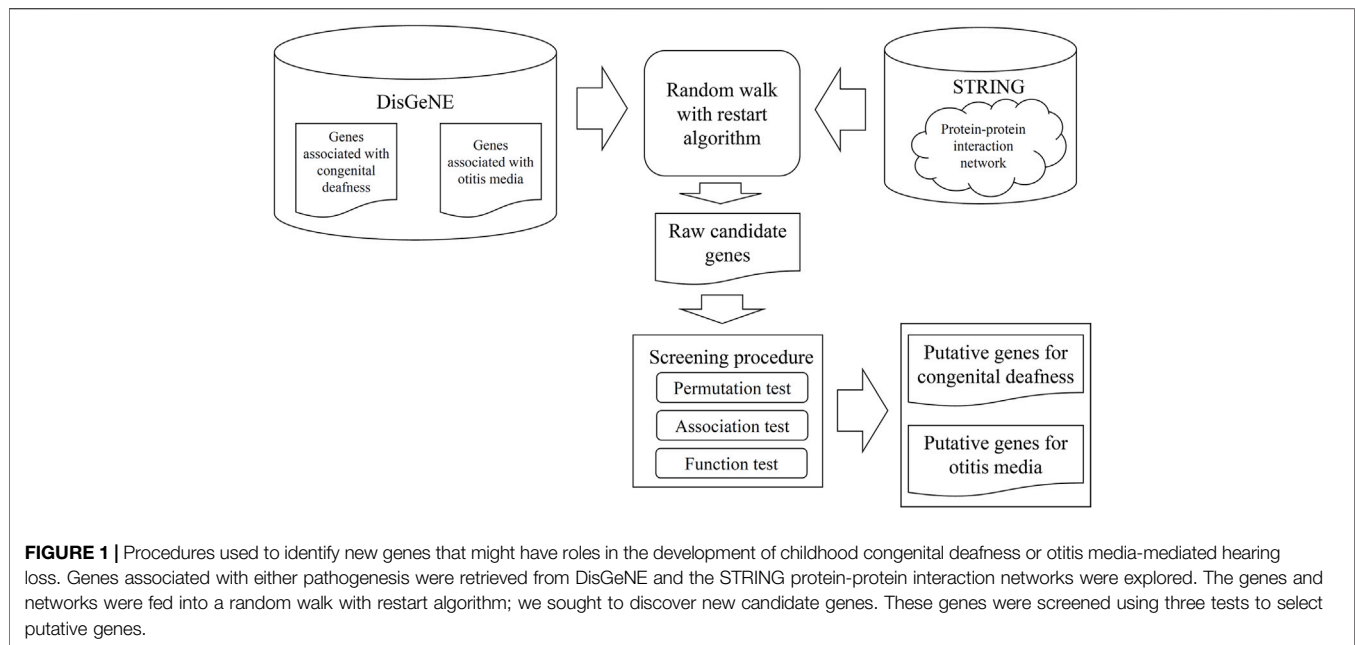 DisGeNE
Genes
associated with
congenital
deafness
Genes
associated with
otitis media
Random walk
with restart
algorithm
STRING
Protein-protein
interaction
network
Raw candidate
genes
Screening procedure
Permutation test
Association test
Function test
Putative genes for
congenital deafness
Putative genes for
otitis media
FIGURE 1 | Procedures used to identify new genes that might have roles in the development of childhood congenital deafness or otitis media-mediated hearing
loss. Genes associated with either pathogenesis were retrieved from DisGeNE and the STRING protein-protein interaction networks were explored. The genes and
networks were fed into a random walk with restart algorithm; we sought to discover new candidate genes. These genes were screened using three tests to select
putative genes.